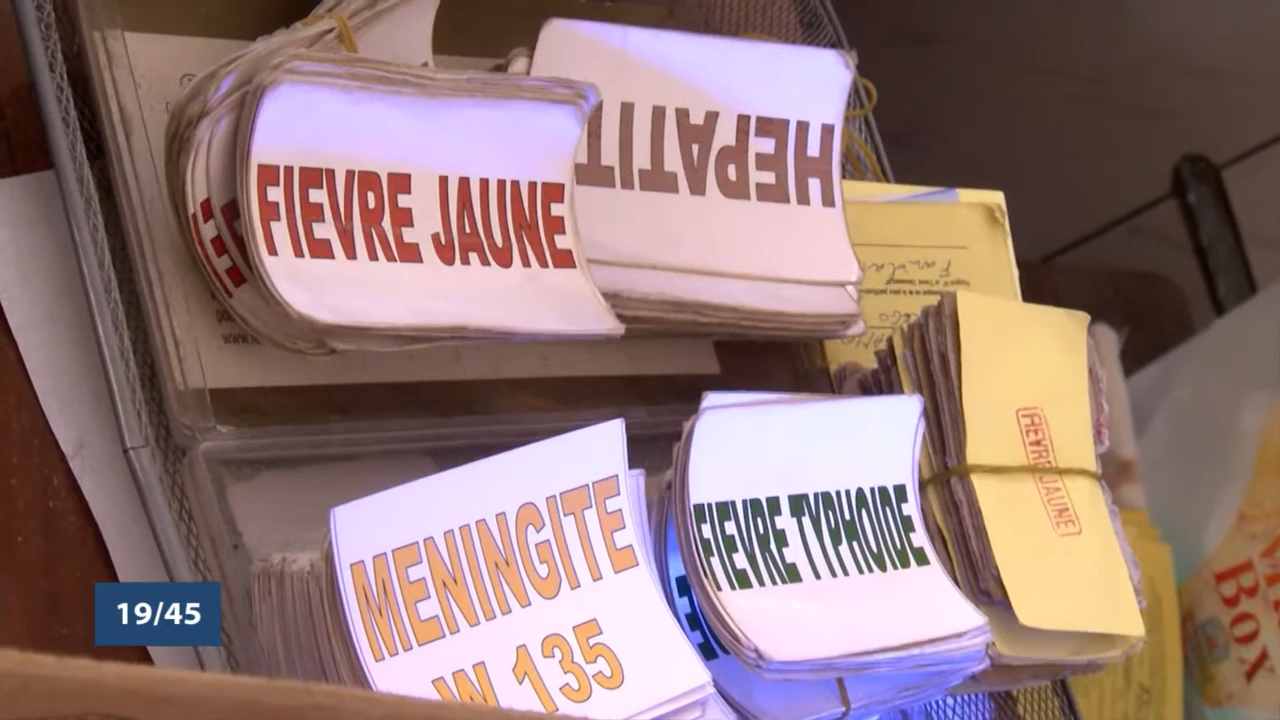 FIEVRE JAUNE
HEPATIT
MENINGITE
W 135
FIEVRE TYPHOIDE
FIEVRE JAUNE
BOX
19/45